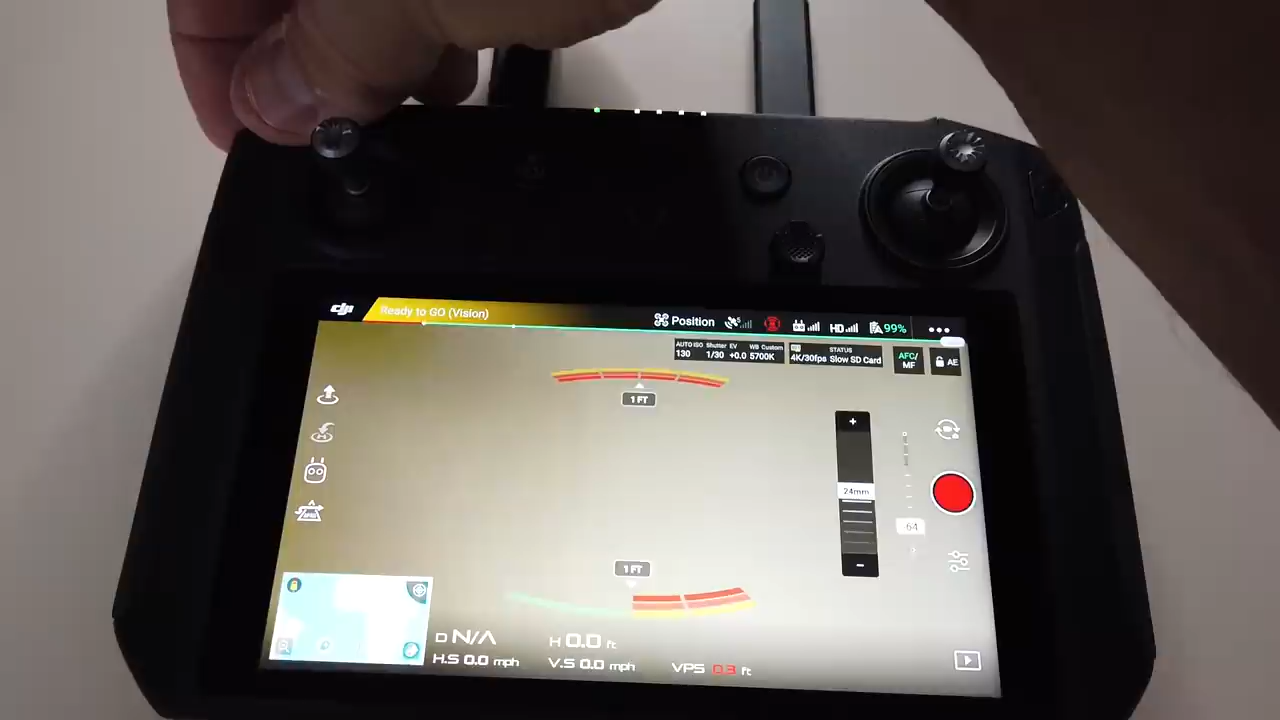 dji Ready to GO (Vision) Position 5 HD 99%
AUTO ISO Shutter EV WB Custom STATUS
130 1/30 +0.0 5700K 4K/30fps Slow SD Card AFC/ MF AE
1 FT
+
24mm
-64
1 FT
−
D N/A H 0.0 ft
H.S 0.0 mph V.S 0.0 mph VPS 0.3 ft